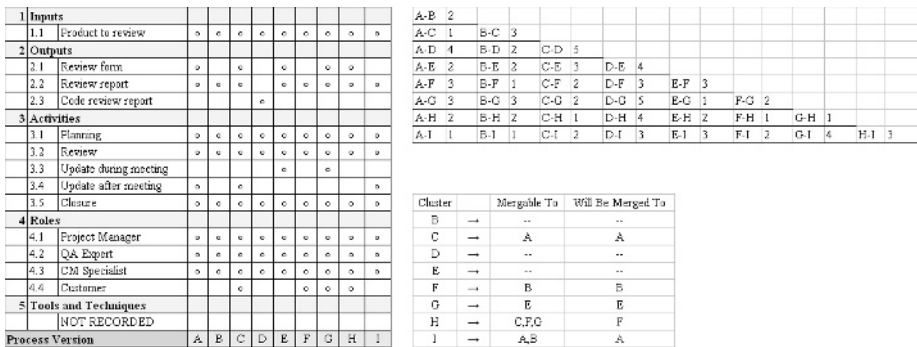 1 Inputs
1.1 Product to review o o o o o o o o o
2 Outputs
2.1 Review form o o o o o
2.2 Review report o o o o o o o o
2.3 Code review report o
3 Activities
3.1 Planning o o o o o o o o o
3.2 Review o o o o o o o o o
3.3 Update during meeting o o
3.4 Update after meeting o o o
3.5 Closure o o o o o o o o o
4 Roles
4.1 Project Manager o o o o o o o o o
4.2 QA Expert o o o o o o o o o
4.3 CM Specialist o o o o o o o o o
4.4 Customer o o o o
5 Tools and Techniques
NOT RECORDED
Process Version A B C D E F G H I
A-B 2
A-C 1 B-C 3
A-D 4 B-D 2 C-D 5
A-E 2 B-E 2 C-E 3 D-E 4
A-F 3 B-F 1 C-F 2 D-F 3 E-F 3
A-G 3 B-G 3 C-G 2 D-G 5 E-G 1 F-G 2
A-H 2 B-H 2 C-H 1 D-H 4 E-H 2 F-H 1 G-H 1
A-I 1 B-I 1 C-I 2 D-I 3 E-I 3 F-I 2 G-I 4 H-I 3
Cluster Mergable To Will Be Merged To
B → -- --
C → A A
D → -- --
E → -- --
F → B B
G → E E
H → C,F,G F
I → A,B A